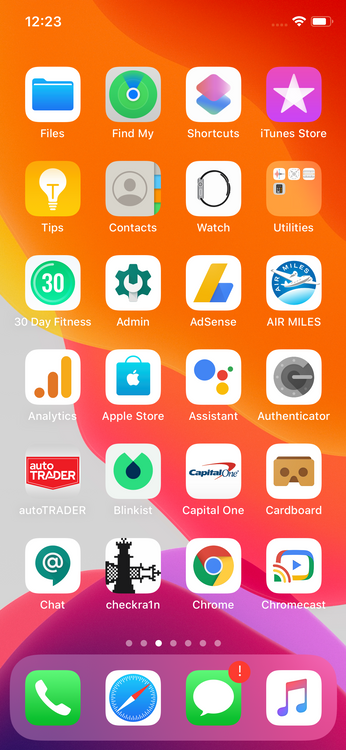 12:23
Files
Find My
Shortcuts
iTunes Store
Tips
Contacts
Watch
Utilities
30
30 Day Fitness
Admin
AdSense
AIR MILES
AIR MILES
Analytics
Apple Store
Assistant
Authenticator
auto
TRADER
autoTRADER
Blinkist
Capital One
Capital One
Cardboard
@
Chat
checkra1n
Chrome
Chromecast
!